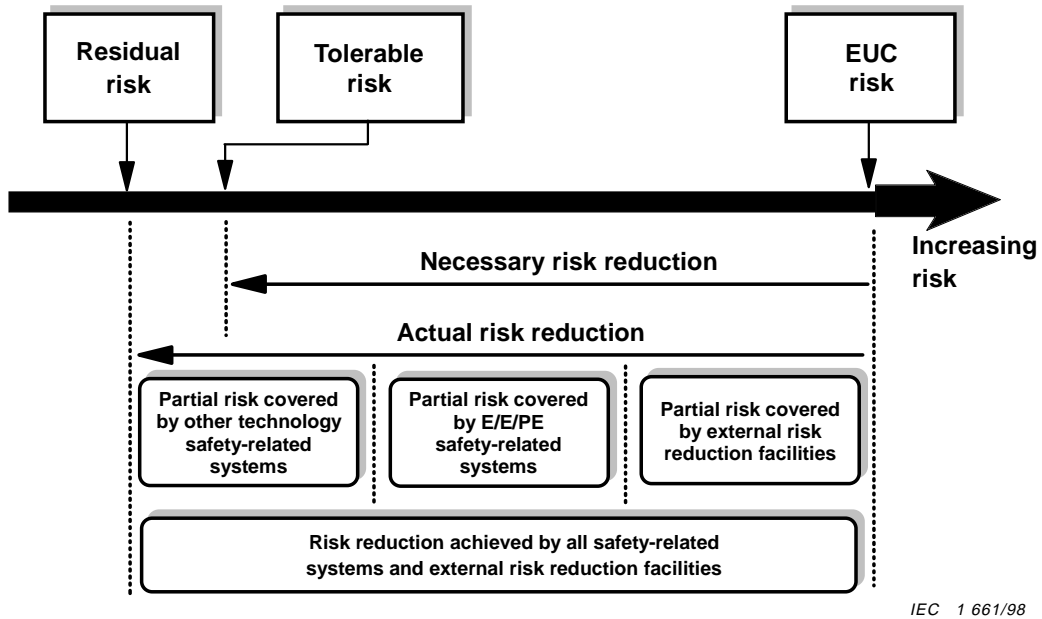 Residual
risk
Tolerable
risk
EUC
risk
Increasing
risk
Necessary risk reduction
Actual risk reduction
Partial risk covered
by other technology
safety-related
systems
Partial risk covered
by E/E/PE
safety-related
systems
Partial risk covered
by external risk
reduction facilities
Risk reduction achieved by all safety-related
systems and external risk reduction facilities
IEC 1 661/98